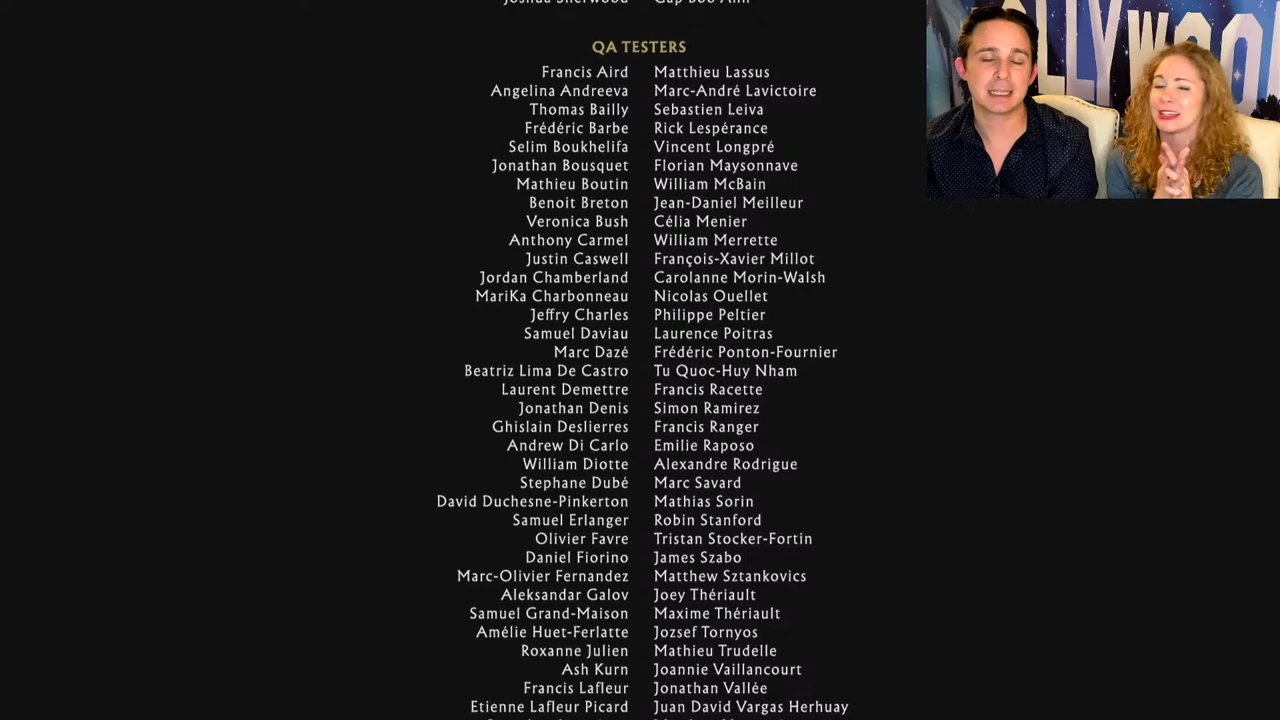 Joshua Sherwood Gap Boo Ahn
QA TESTERS
Francis Aird Matthieu Lassus
Angelina Andreeva Marc-André Lavictoire
Thomas Bailly Sebastien Leiva
Frédéric Barbe Rick Lespérance
Selim Boukhelifa Vincent Longpré
Jonathan Bousquet Florian Maysonnave
Mathieu Boutin William McBain
Benoit Breton Jean-Daniel Meilleur
Veronica Bush Célia Menier
Anthony Carmel William Merrette
Justin Caswell François-Xavier Millot
Jordan Chamberland Carolanne Morin-Walsh
MariKa Charbonneau Nicolas Ouellet
Jeffry Charles Philippe Peltier
Samuel Daviau Laurence Poitras
Marc Dazé Frédéric Ponton-Fournier
Beatriz Lima De Castro Tu Quoc-Huy Nham
Laurent Demettre Francis Racette
Jonathan Denis Simon Ramirez
Ghislain Deslierres Francis Ranger
Andrew Di Carlo Emilie Raposo
William Diotte Alexandre Rodrigue
Stephane Dubé Marc Savard
David Duchesne-Pinkerton Mathias Sorin
Samuel Erlanger Robin Stanford
Olivier Favre Tristan Stocker-Fortin
Daniel Fiorino James Szabo
Marc-Olivier Fernandez Matthew Sztankovics
Aleksandar Galov Joey Thériault
Samuel Grand-Maison Maxime Thériault
Amélie Huet-Ferlatte Jozsef Tornyos
Roxanne Julien Mathieu Trudelle
Ash Kurn Joannie Vaillancourt
Francis Lafleur Jonathan Vallée
Etienne Lafleur Picard Juan David Vargas Herhuay